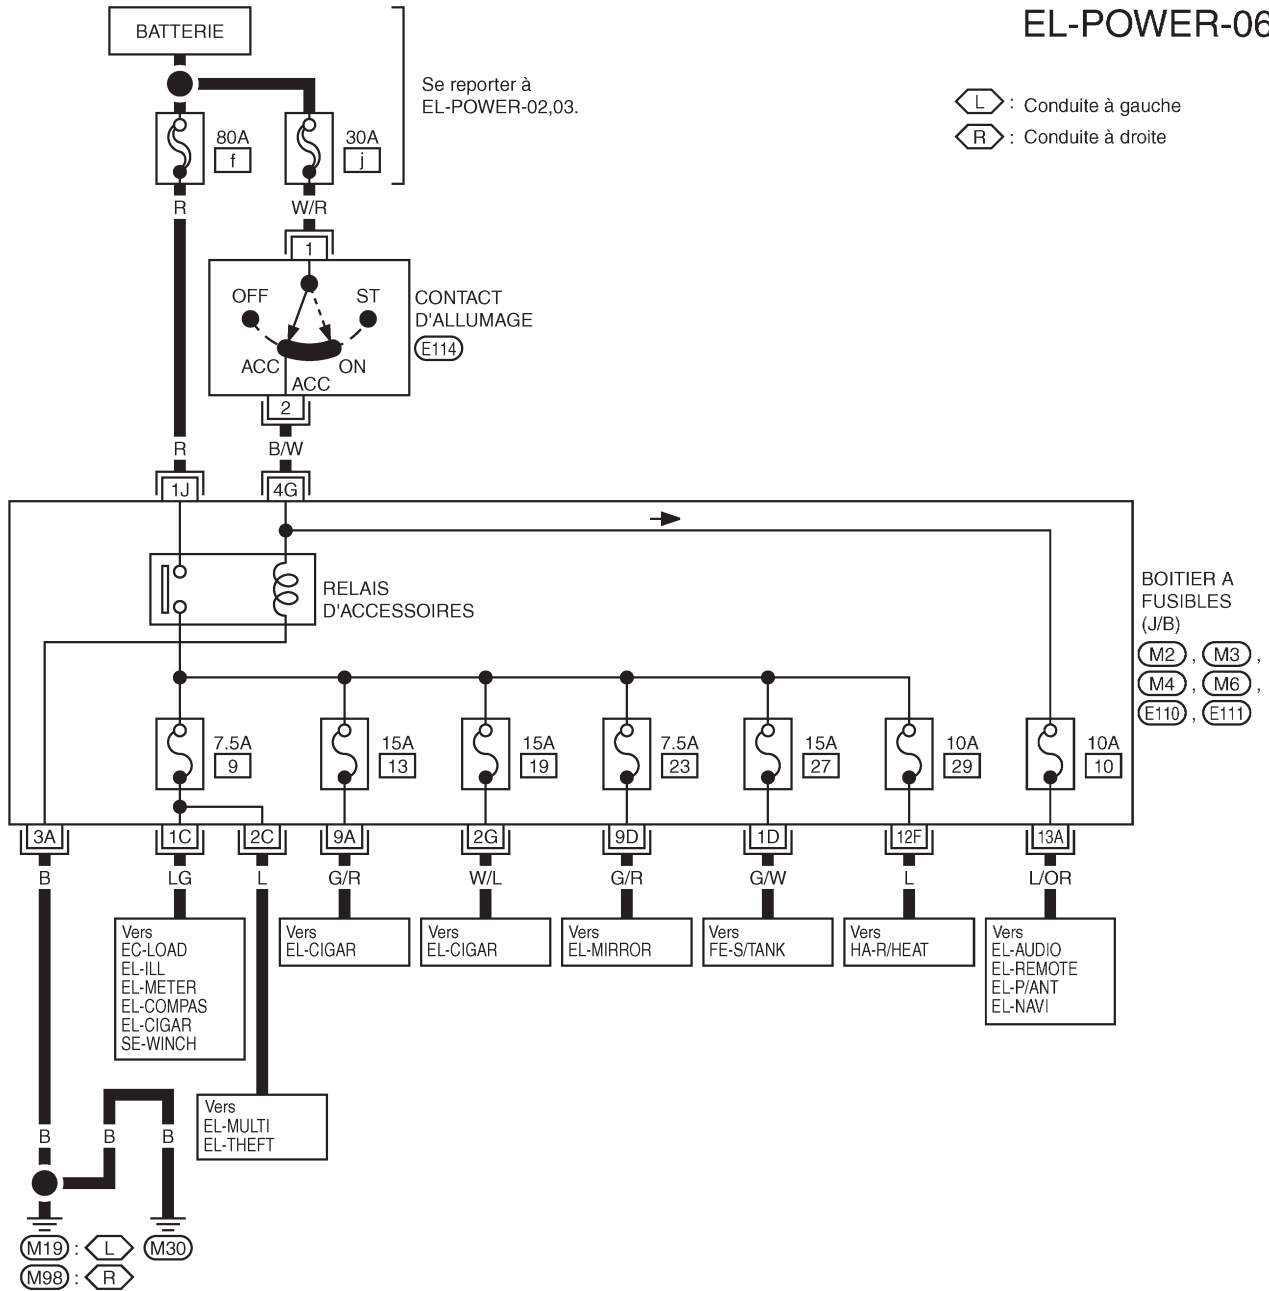 EL-POWER-06
BATTERIE
Se reporter à
EL-POWER-02,03.
L : Conduite à gauche
R : Conduite à droite
80A
f
30A
j
R
W/R
1
OFF
ST
ACC
ON
ACC
CONTACT
D'ALLUMAGE
E114
2
R
B/W
1J
4G
RELAIS
D'ACCESSOIRES
BOITIER A
FUSIBLES
(J/B)
M2 , M3 ,
M4 , M6 ,
E110 , E111
7.5A
9
15A
13
15A
19
7.5A
23
15A
27
10A
29
10A
10
3A
1C
2C
9A
2G
9D
1D
12F
13A
B
LG
L
G/R
W/L
G/R
G/W
L
L/OR
Vers
EC-LOAD
EL-ILL
EL-METER
EL-COMPAS
EL-CIGAR
SE-WINCH
Vers
EL-CIGAR
Vers
EL-CIGAR
Vers
EL-MIRROR
Vers
FE-S/TANK
Vers
HA-R/HEAT
Vers
EL-AUDIO
EL-REMOTE
EL-P/ANT
EL-NAVI
Vers
EL-MULTI
EL-THEFT
B
B
B
M19 : L
M30
M98 : R